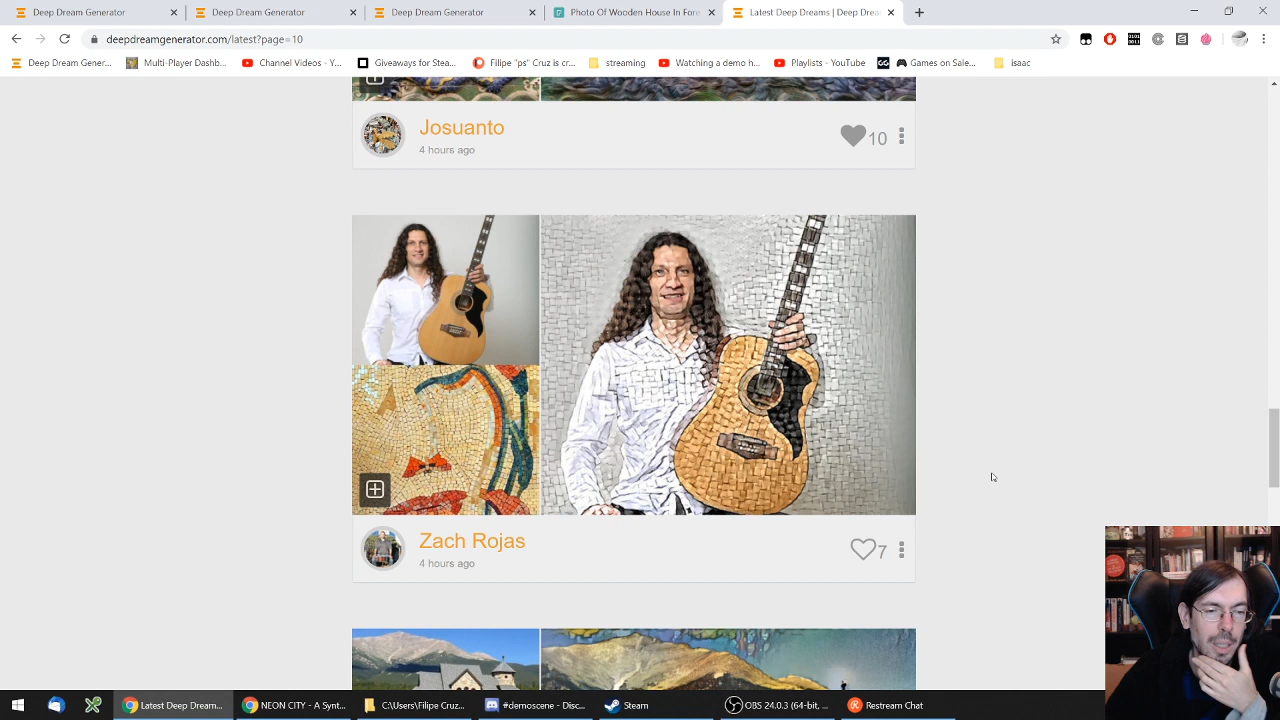 Deep Dream Generator
Deep Dream Generator
Deep Dream Generator
Photo Of Wooden House In Fore
Latest Deep Dreams | Deep Drea
deepdreamgenerator.com/latest?page=10
Deep Dream Gener...
Multi-Player Dashb...
Channel Videos - Y...
Giveaways for Stea...
Filipe "ps" Cruz is cr...
streaming
Watching a demo h...
Playlists - YouTube
GG
Games on Sale...
isaac
Josuanto
4 hours ago
10
Zach Rojas
4 hours ago
7
Latest Deep Dream...
NEON CITY - A Synt...
C:\Users\Filipe Cruz...
#demoscene - Disc...
Steam
OBS 24.0.3 (64-bit, ...
Restream Chat